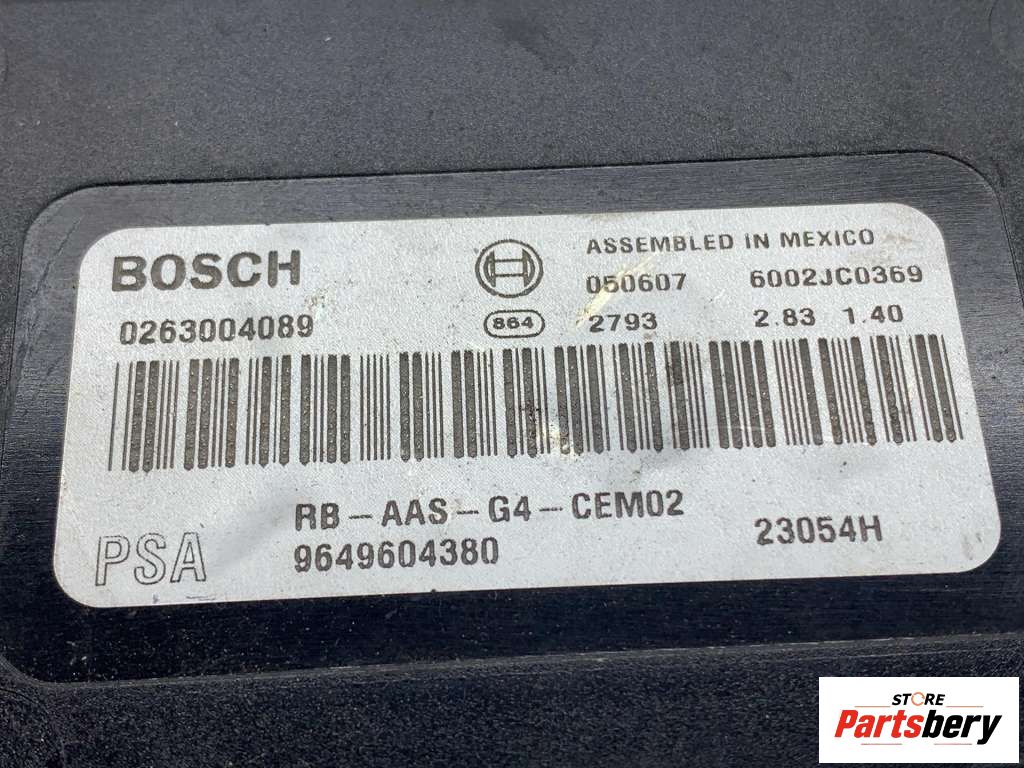 BOSCH
ASSEMBLED IN MEXICO
050607 6002JC0369
0263004089 864 2793 2.83 1.40
RB-AAS-G4-CEM02
PSA 9649604380 23054H
STORE
Partsbery